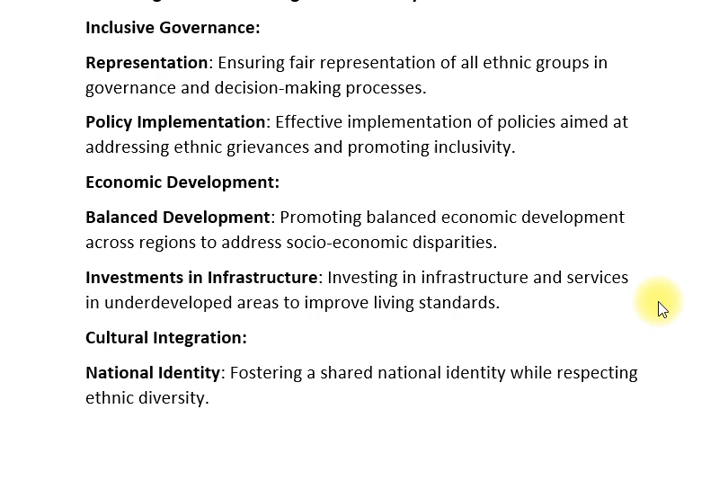 Inclusive Governance:
Representation: Ensuring fair representation of all ethnic groups in
governance and decision-making processes.
Policy Implementation: Effective implementation of policies aimed at
addressing ethnic grievances and promoting inclusivity.
Economic Development:
Balanced Development: Promoting balanced economic development
across regions to address socio-economic disparities.
Investments in Infrastructure: Investing in infrastructure and services
in underdeveloped areas to improve living standards.
Cultural Integration:
National Identity: Fostering a shared national identity while respecting
ethnic diversity.